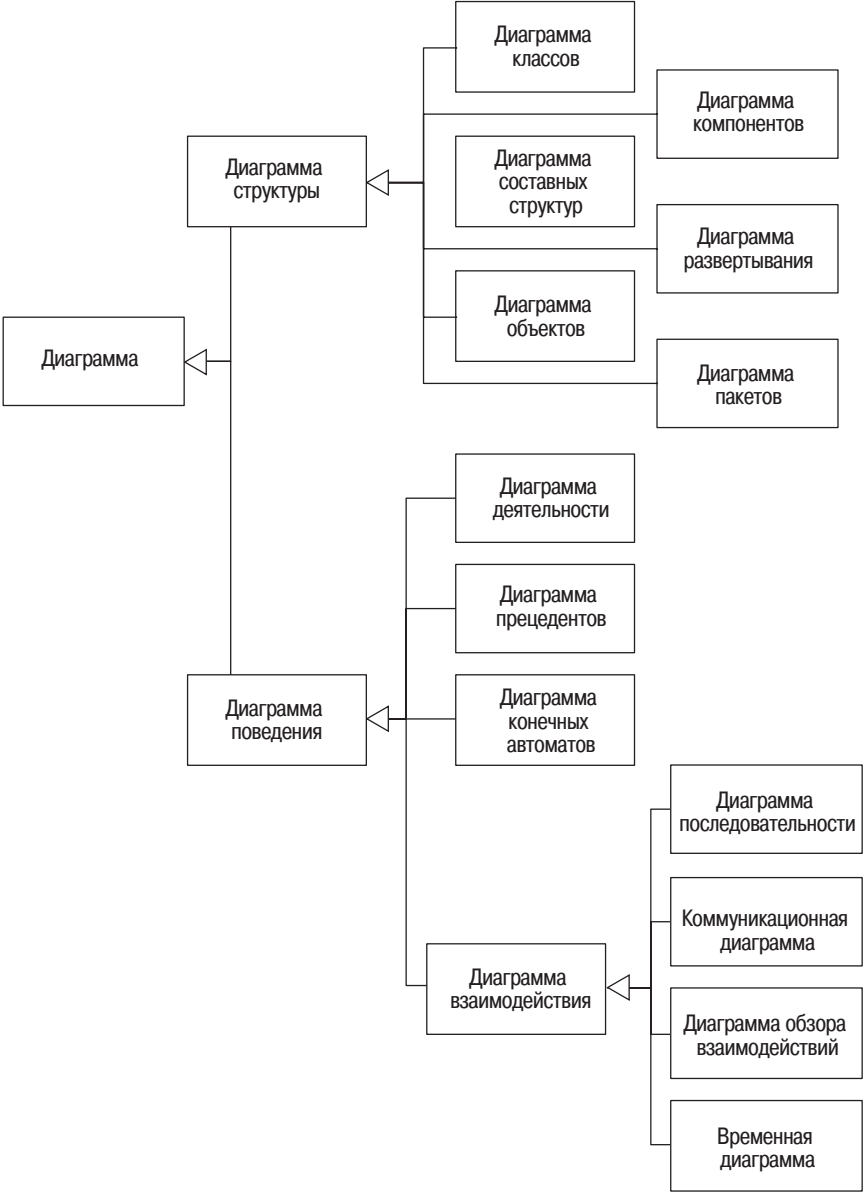 Диаграмма
классов
Диаграмма
компонентов
Диаграмма
структуры
Диаграмма
составных
структур
Диаграмма
развертывания
Диаграмма
объектов
Диаграмма
Диаграмма
пакетов
Диаграмма
деятельности
Диаграмма
прецедентов
Диаграмма
поведения
Диаграмма
конечных
автоматов
Диаграмма
последовательности
Коммуникационная
диаграмма
Диаграмма
взаимодействия
Диаграмма обзора
взаимодействий
Временная
диаграмма